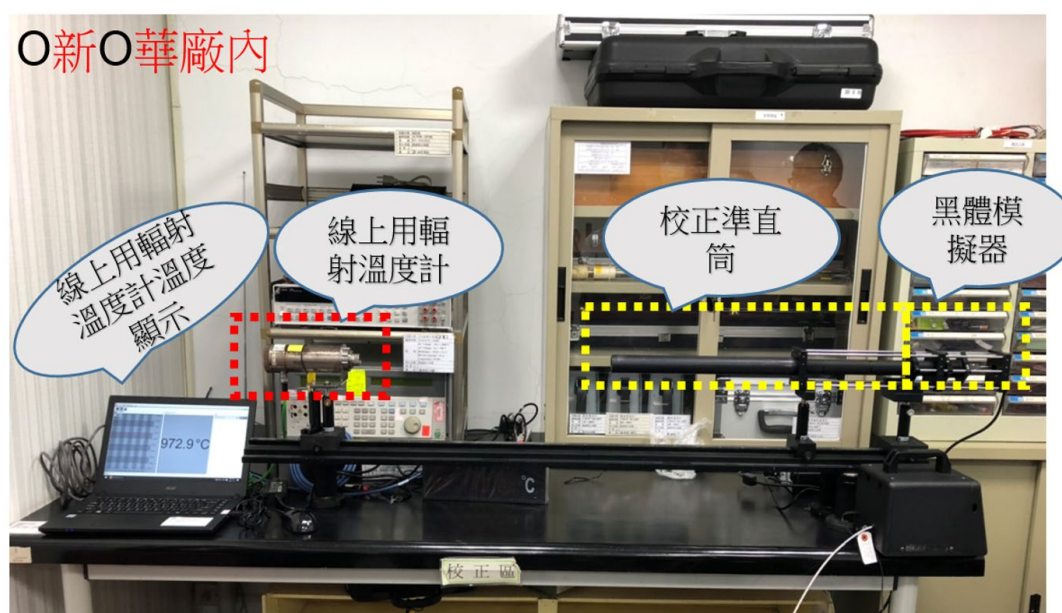 O新O華廠內
線上用輻射
溫度計溫度
顯示
線上用輻
射溫度計
校正準直
筒
黑體模
擬器
972.9 °C
acer
°C
校正區